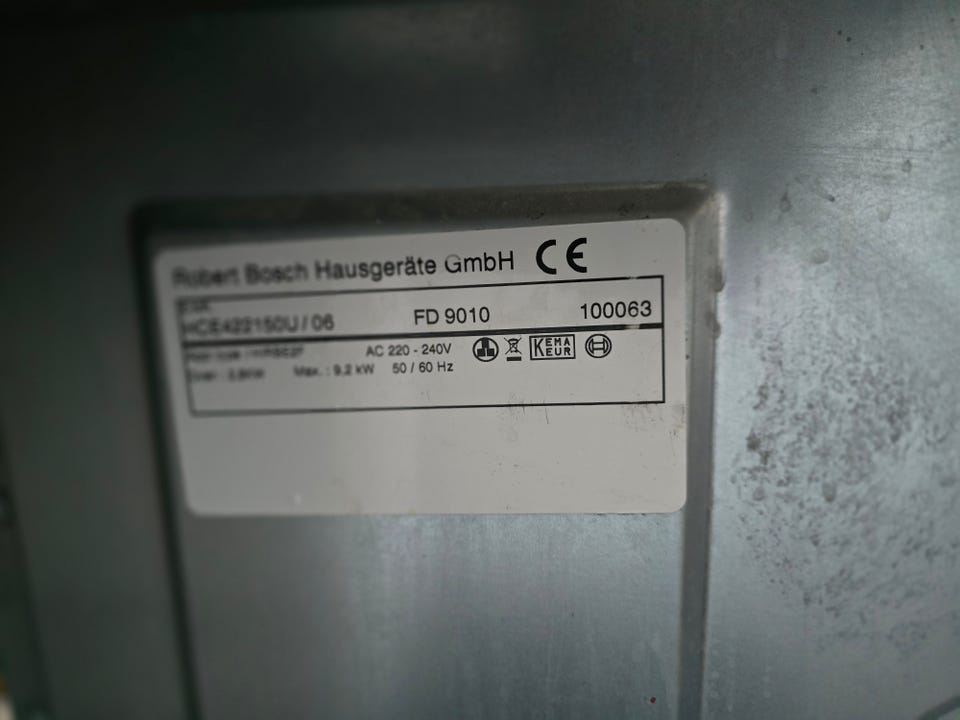 Robert Bosch Hausgeräte GmbH CE
HCE422150U / 06 FD 9010 100063
AC 220 - 240V KEMA
EUR
Max. : 9,2 kW 50 / 60 Hz